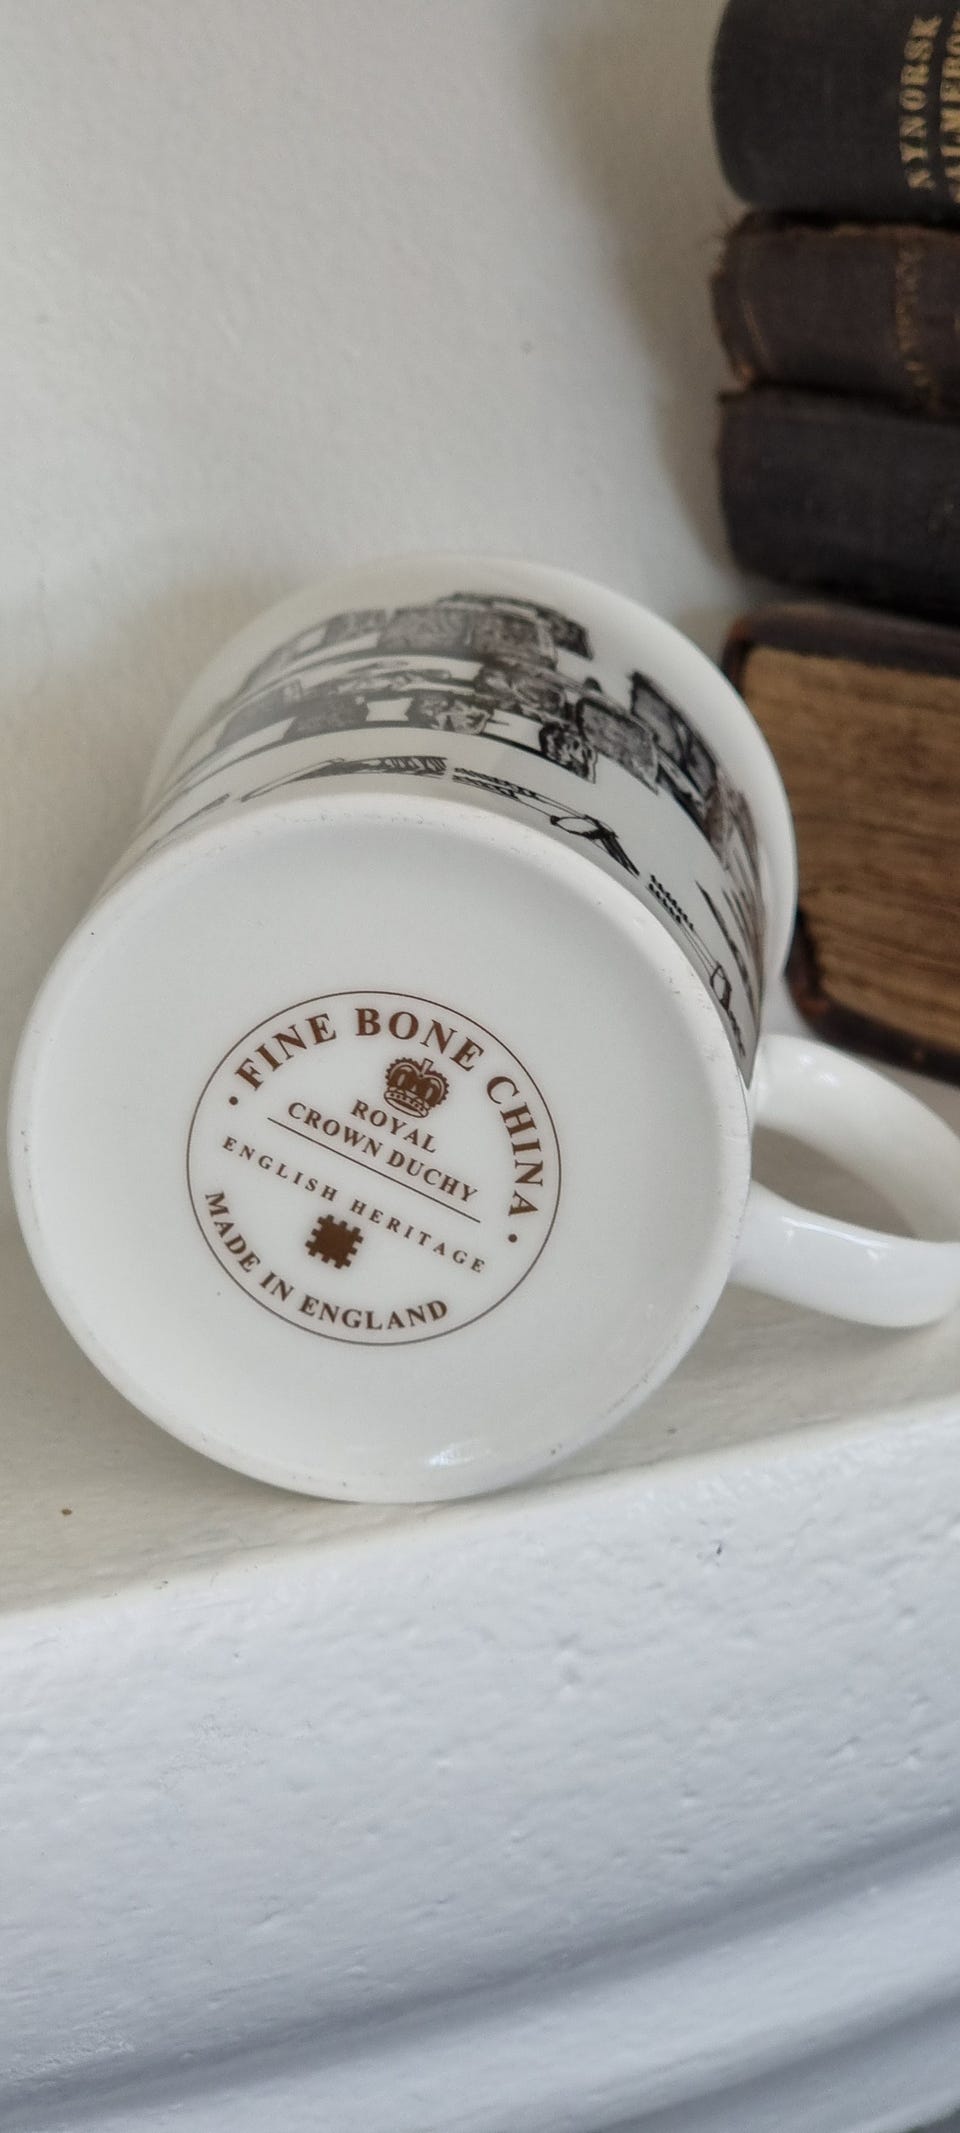 NYNORSK
FINE BONE CHINA
ROYAL
CROWN DUCHY
ENGLISH HERITAGE
MADE IN ENGLAND